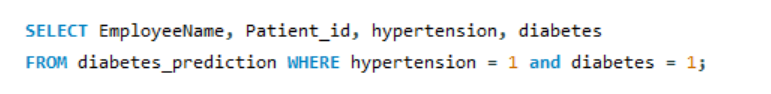 SELECT EmployeeName, Patient_id, hypertension, diabetes
FROM diabetes_prediction WHERE hypertension = 1 and diabetes = 1;